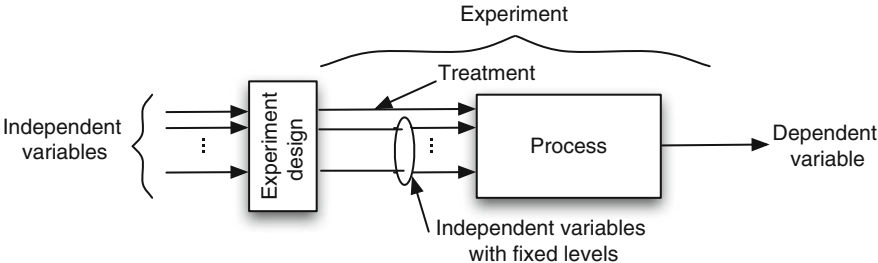 Experiment
Treatment
Independent
variables
...
Experiment
design
...
Process
Dependent
variable
Independent variables
with fixed levels